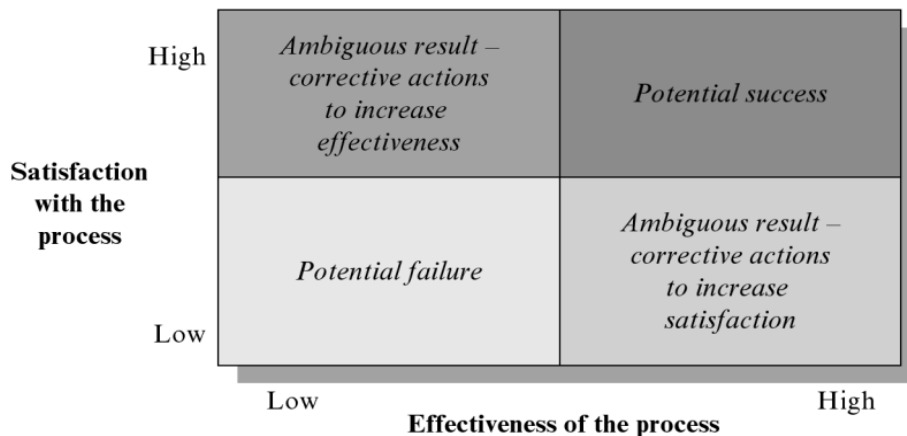 High
Ambiguous result –
corrective actions
to increase
effectiveness
Potential success
Satisfaction
with the
process
Potential failure
Ambiguous result –
corrective actions
to increase
satisfaction
Low
Low
High
Effectiveness of the process